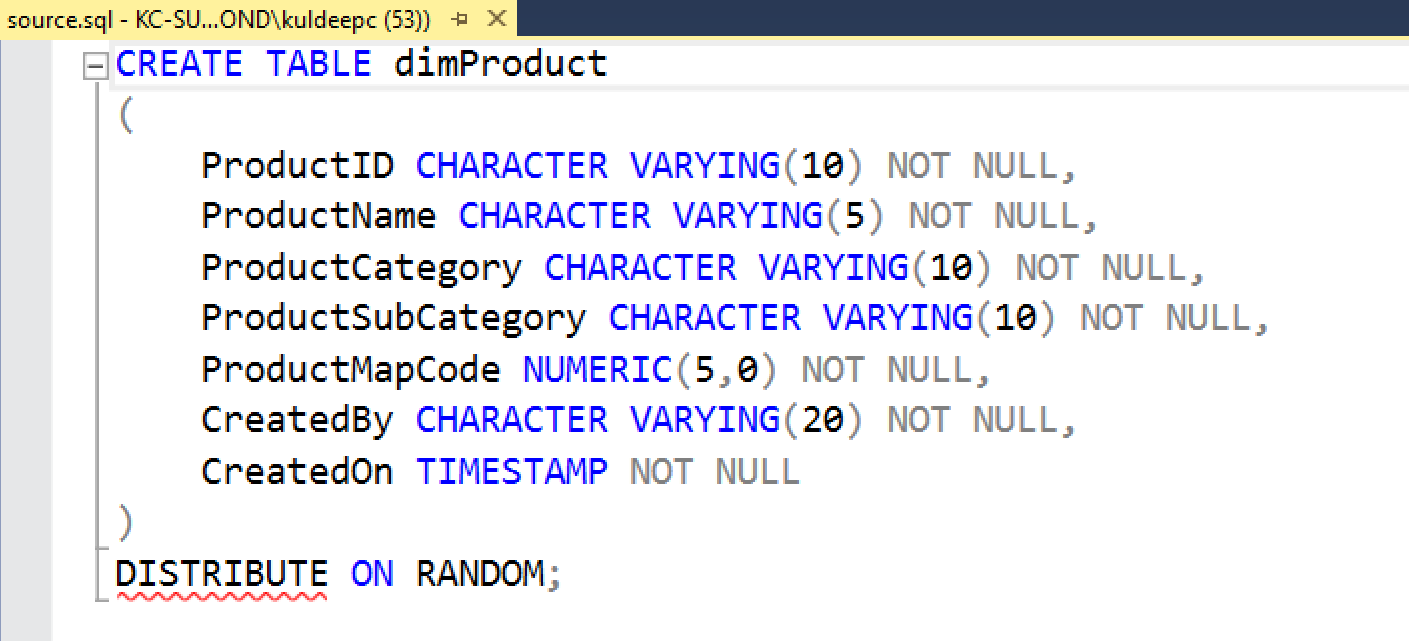 source.sql - KC-SU...OND\kuldeepc (53))
CREATE TABLE dimProduct
(
ProductID CHARACTER VARYING(10) NOT NULL,
ProductName CHARACTER VARYING(5) NOT NULL,
ProductCategory CHARACTER VARYING(10) NOT NULL,
ProductSubCategory CHARACTER VARYING(10) NOT NULL,
ProductMapCode NUMERIC(5,0) NOT NULL,
CreatedBy CHARACTER VARYING(20) NOT NULL,
CreatedOn TIMESTAMP NOT NULL
)
DISTRIBUTE ON RANDOM;